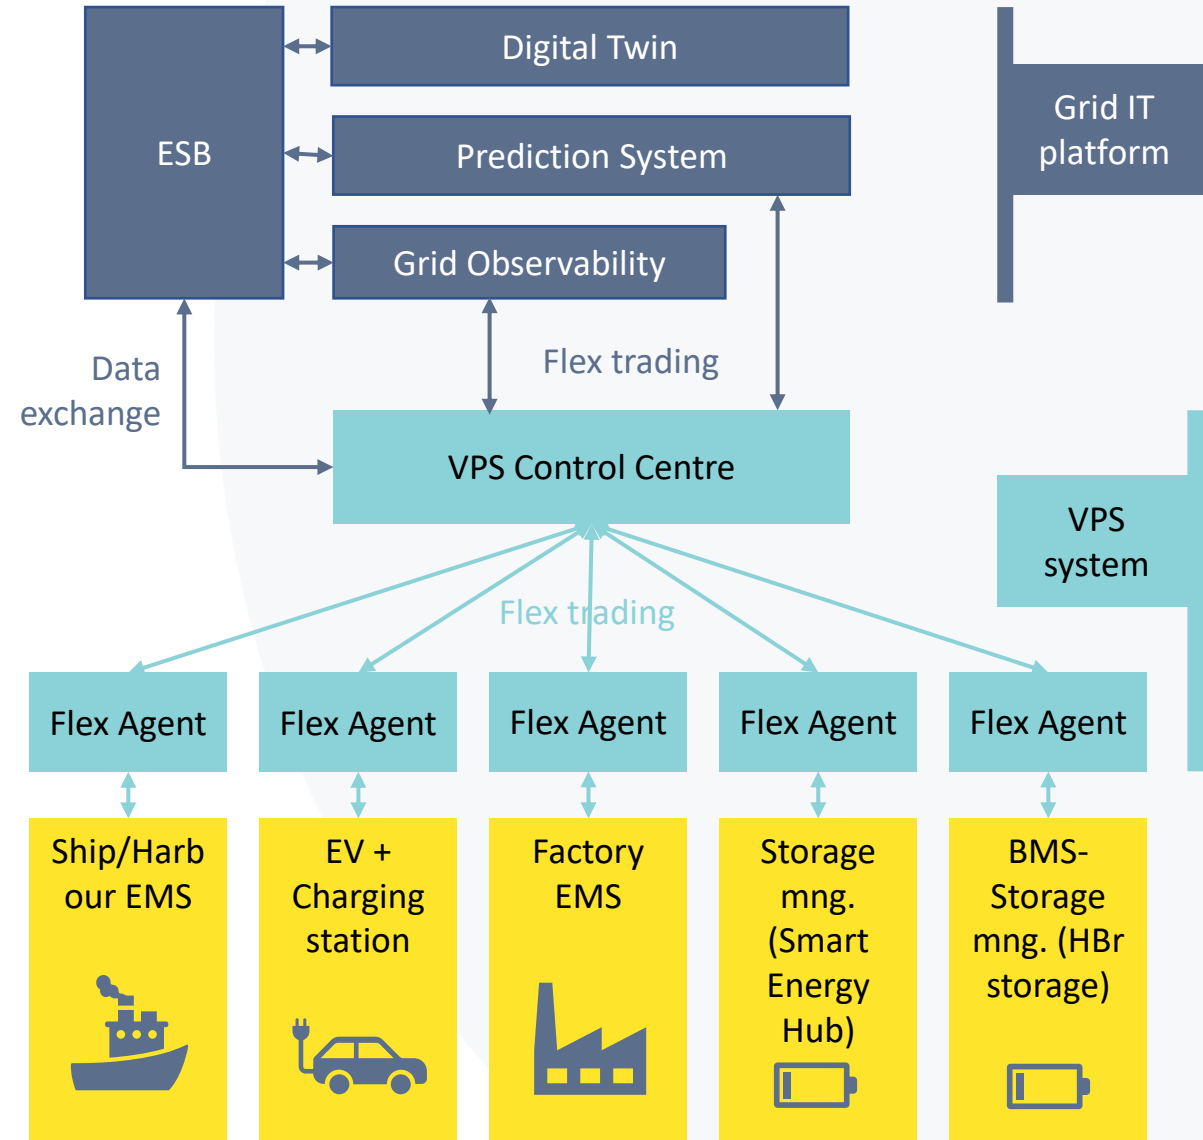 Digital Twin
Grid IT
platform
ESB
Prediction System
Grid Observability
Data
exchange
Flex trading
VPS Control Centre
VPS
system
Flex trading
Flex Agent
Flex Agent
Flex Agent
Flex Agent
Flex Agent
Ship/Harb
our EMS
EV +
Charging
station
Factory
EMS
Storage
mng.
(Smart
Energy
Hub)
BMS-
Storage
mng. (HBr
storage)